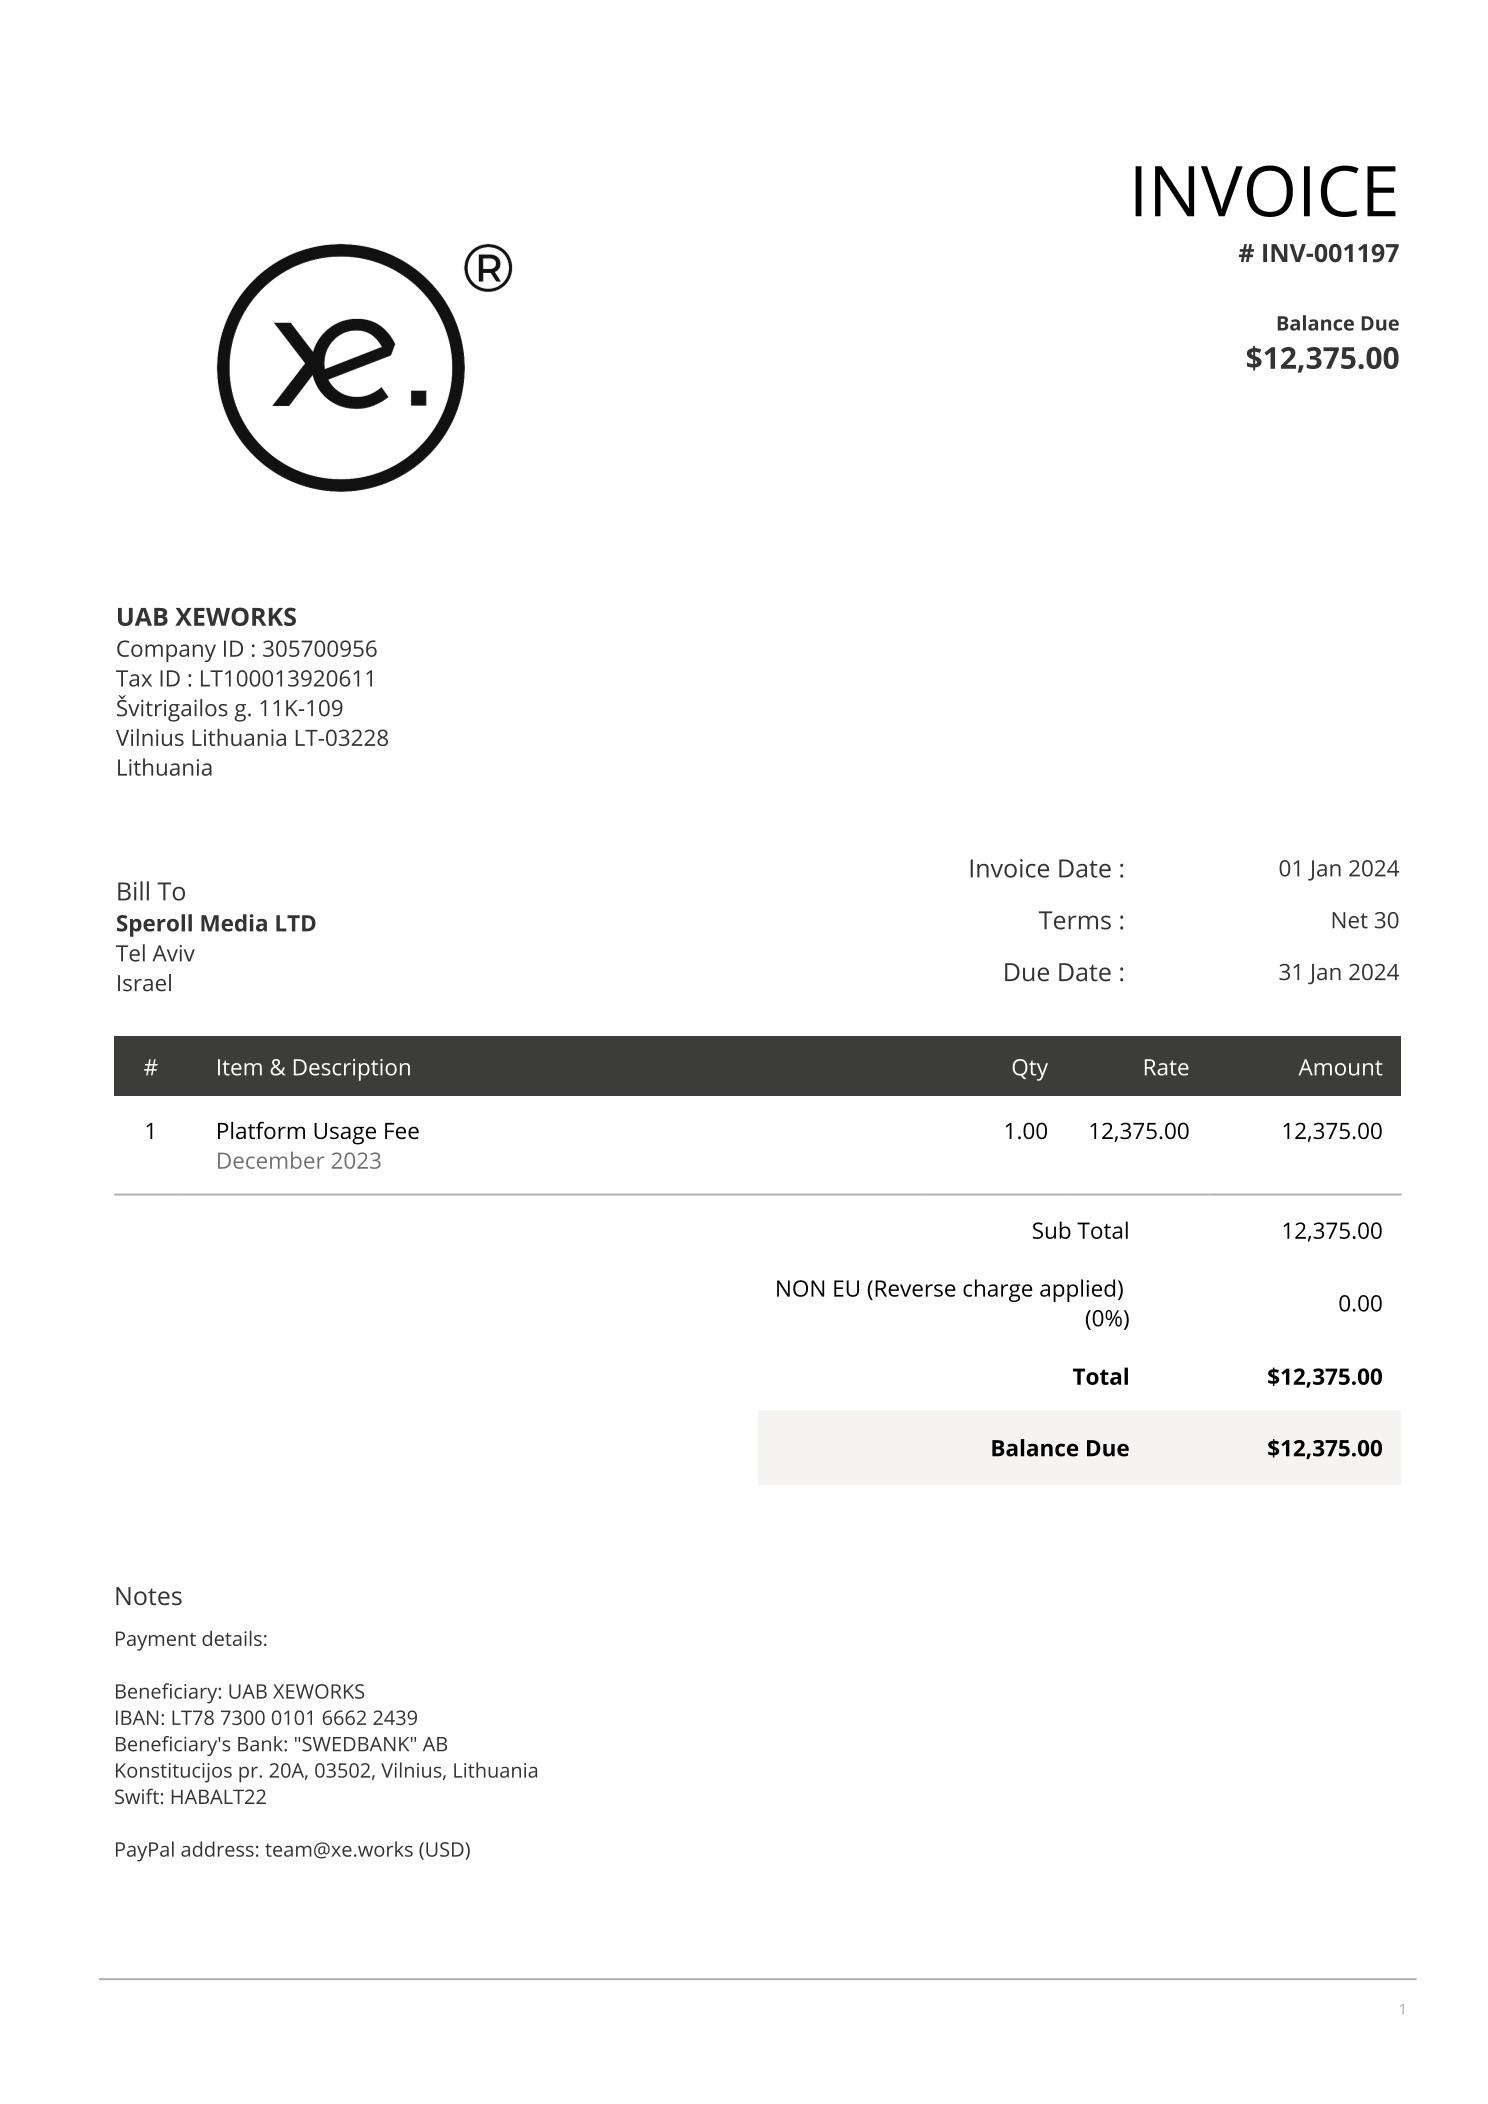 INVOICE
# INV-001197
Balance Due
$12,375.00
xe.®
UAB XEWORKS
Company ID : 305700956
Tax ID : LT100013920611
Švitrigailos g. 11K-109
Vilnius Lithuania LT-03228
Lithuania
Bill To
Speroll Media LTD
Tel Aviv
Israel
Invoice Date : 01 Jan 2024
Terms : Net 30
Due Date : 31 Jan 2024
# Item & Description Qty Rate Amount
1 Platform Usage Fee 1.00 12,375.00 12,375.00
December 2023
Sub Total 12,375.00
NON EU (Reverse charge applied) 0.00
(0%)
Total $12,375.00
Balance Due $12,375.00
Notes
Payment details:
Beneficiary: UAB XEWORKS
IBAN: LT78 7300 0101 6662 2439
Beneficiary's Bank: "SWEDBANK" AB
Konstitucijos pr. 20A, 03502, Vilnius, Lithuania
Swift: HABALT22
PayPal address: team@xe.works (USD)
1